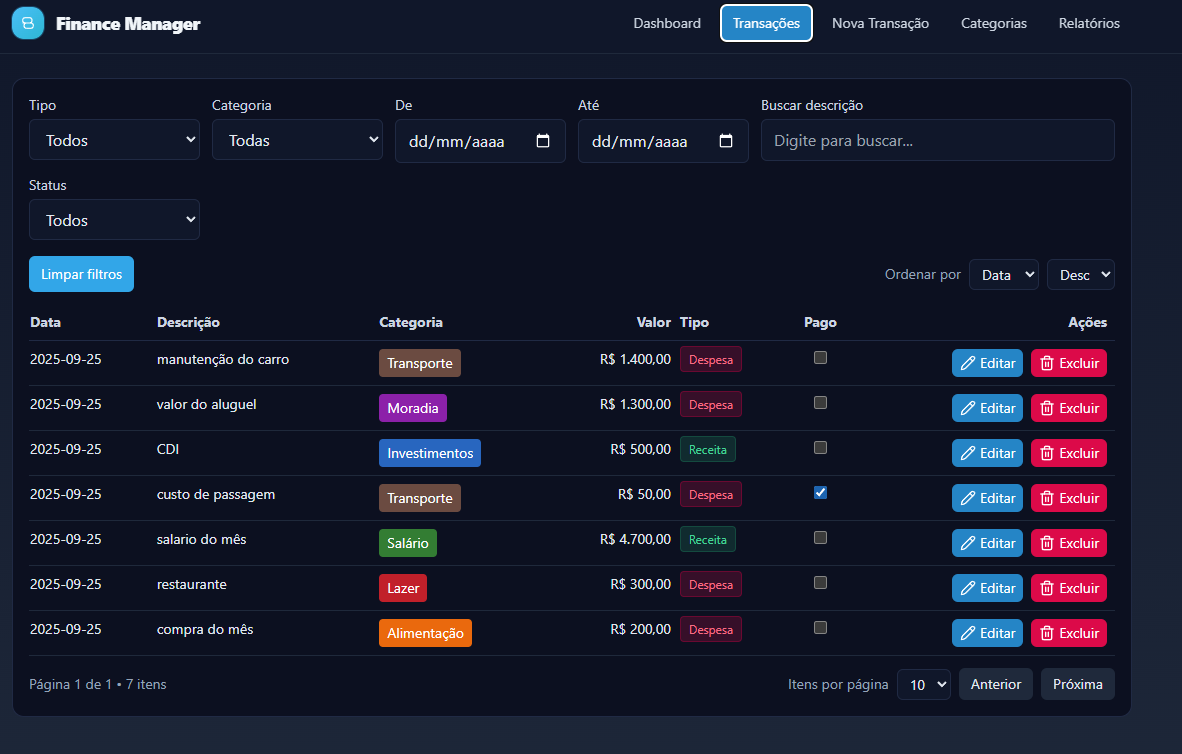 Finance Manager Dashboard Transações Nova Transação Categorias Relatórios
Tipo Categoria De Até Buscar descrição
Todos Todas dd/mm/aaaa dd/mm/aaaa Digite para buscar...
Status
Todos
Limpar filtros Ordenar por Data Desc
Data Descrição Categoria Valor Tipo Pago Ações
2025-09-25 manutenção do carro Transporte R$ 1.400,00 Despesa Editar Excluir
2025-09-25 valor do aluguel Moradia R$ 1.300,00 Despesa Editar Excluir
2025-09-25 CDI Investimentos R$ 500,00 Receita Editar Excluir
2025-09-25 custo de passagem Transporte R$ 50,00 Despesa Editar Excluir
2025-09-25 salario do mês Salário R$ 4.700,00 Receita Editar Excluir
2025-09-25 restaurante Lazer R$ 300,00 Despesa Editar Excluir
2025-09-25 compra do mês Alimentação R$ 200,00 Despesa Editar Excluir
Página 1 de 1 • 7 itens Itens por página 10 Anterior Próxima